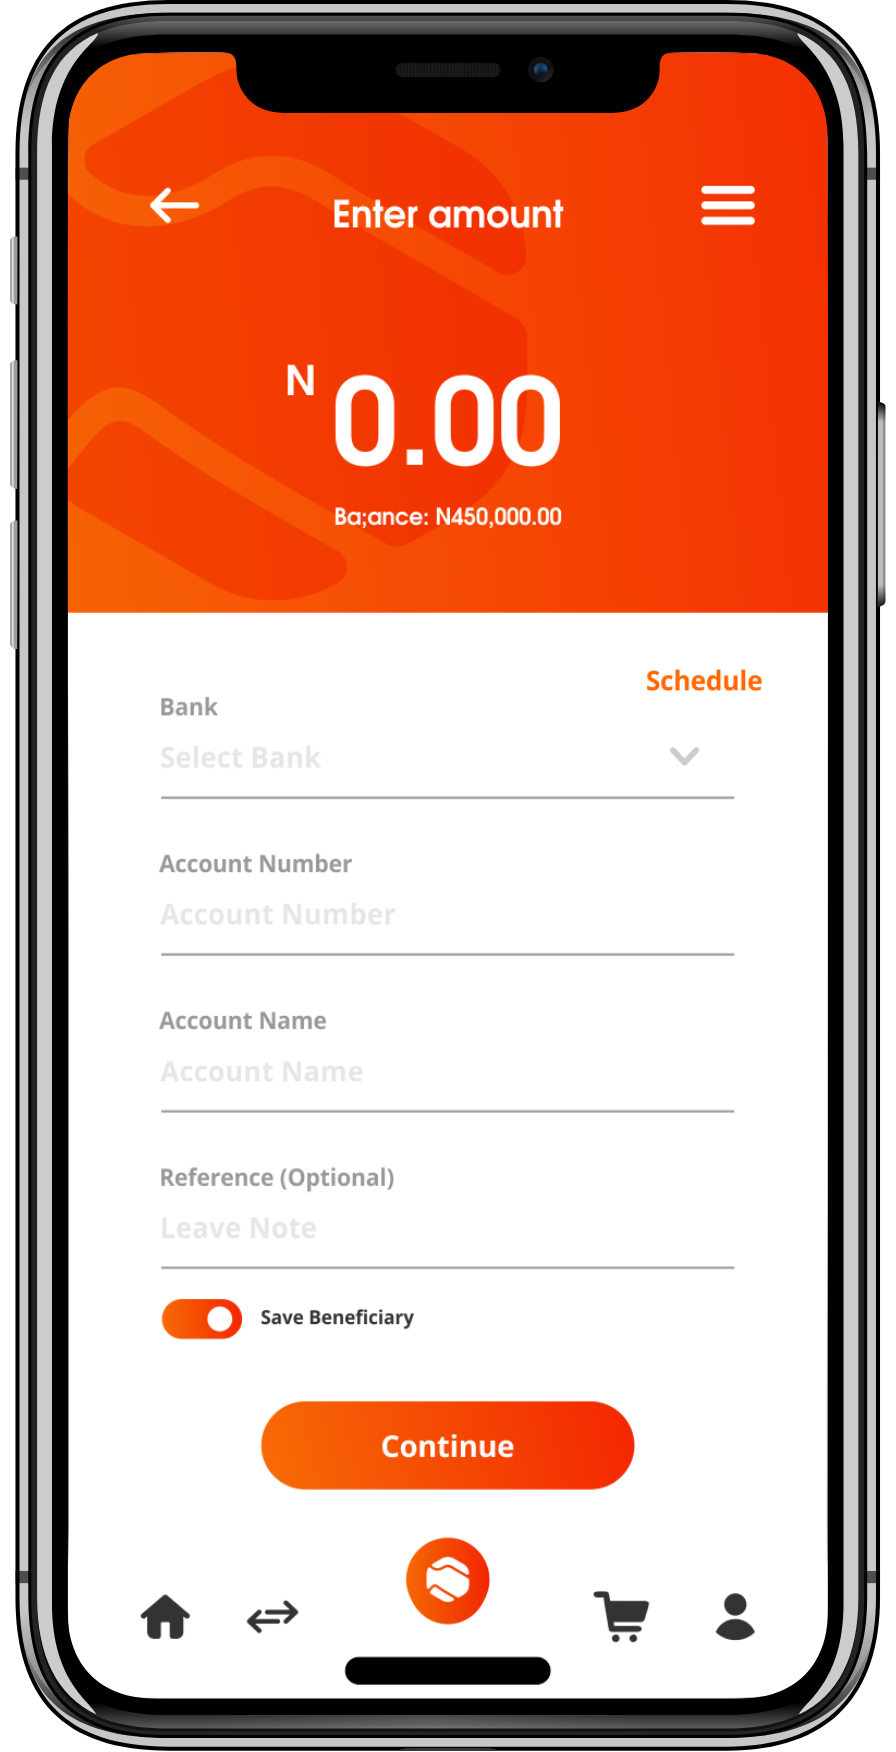 Enter amount
N 0.00
Ba;ance: N450,000.00
Schedule
Bank
Select Bank
Account Number
Account Number
Account Name
Account Name
Reference (Optional)
Leave Note
Save Beneficiary
Continue